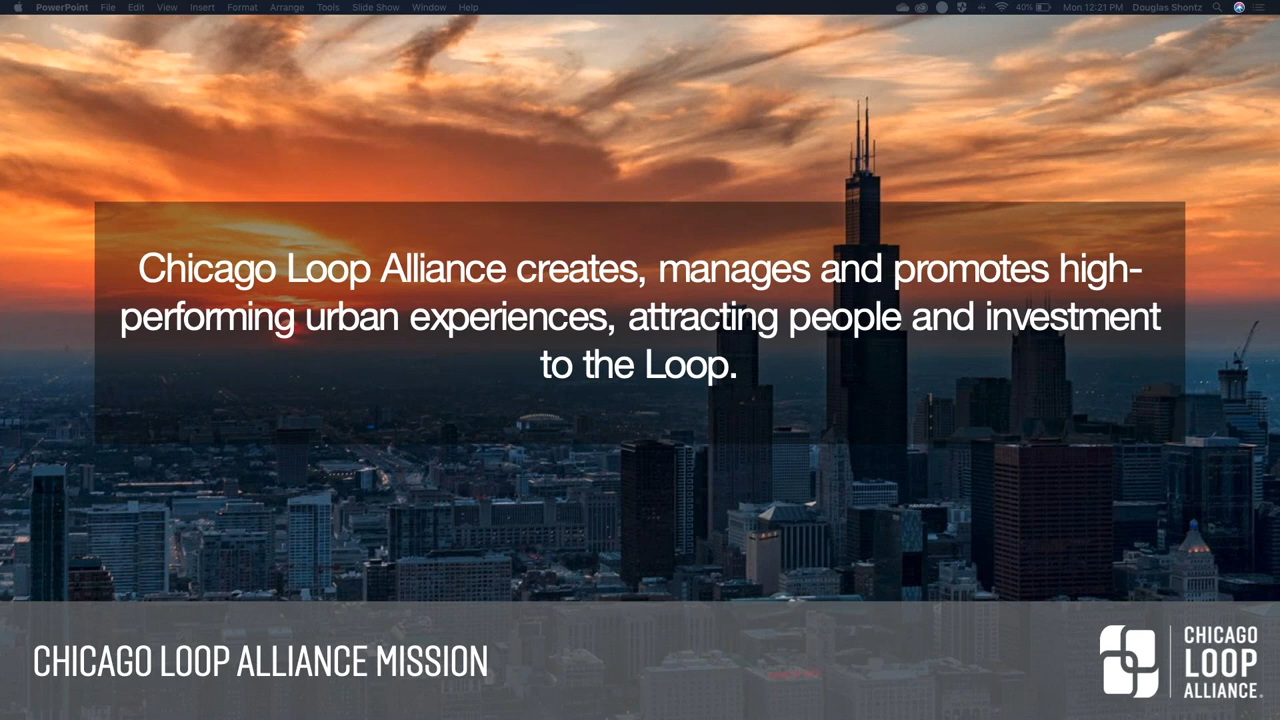 PowerPoint File Edit View Insert Format Arrange Tools Slide Show Window Help 40% Mon 12:21 PM Douglas Shontz
Chicago Loop Alliance creates, manages and promotes high-
performing urban experiences, attracting people and investment
to the Loop.
CHICAGO LOOP ALLIANCE MISSION
CHICAGO
LOOP
ALLIANCE